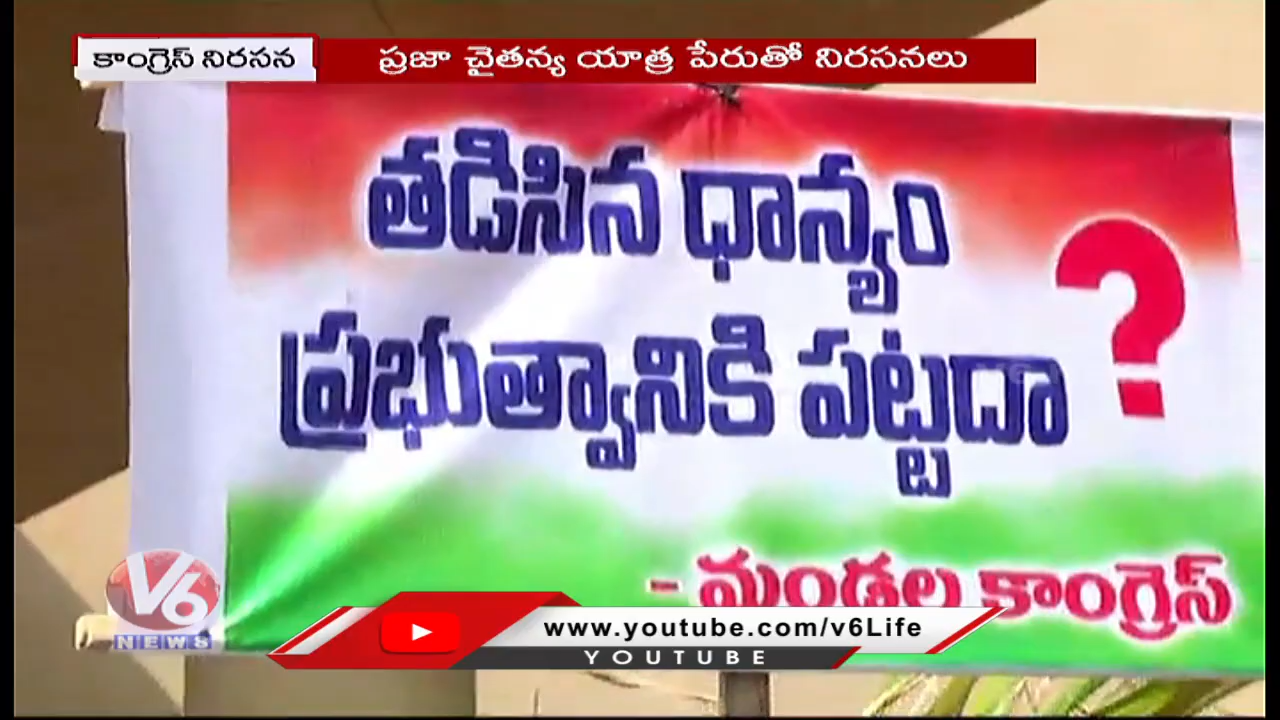 కాంగ్రెస్ నిరసన
ప్రజా చైతన్య యాత్ర పేరుతో నిరసనలు
తడిసిన ధాన్యం
ప్రభుత్వానికి పట్టదా ?
- మండల కాంగ్రెస్
V6
NEWS
www.youtube.com/v6Life
YOUTUBE